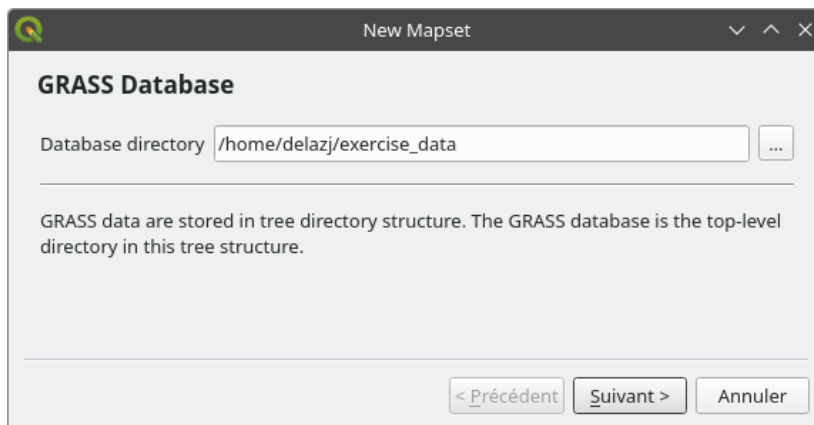 New Mapset
GRASS Database
Database directory /home/delazj/exercise_data ...
GRASS data are stored in tree directory structure. The GRASS database is the top-level
directory in this tree structure.
< Précédent Suivant > Annuler